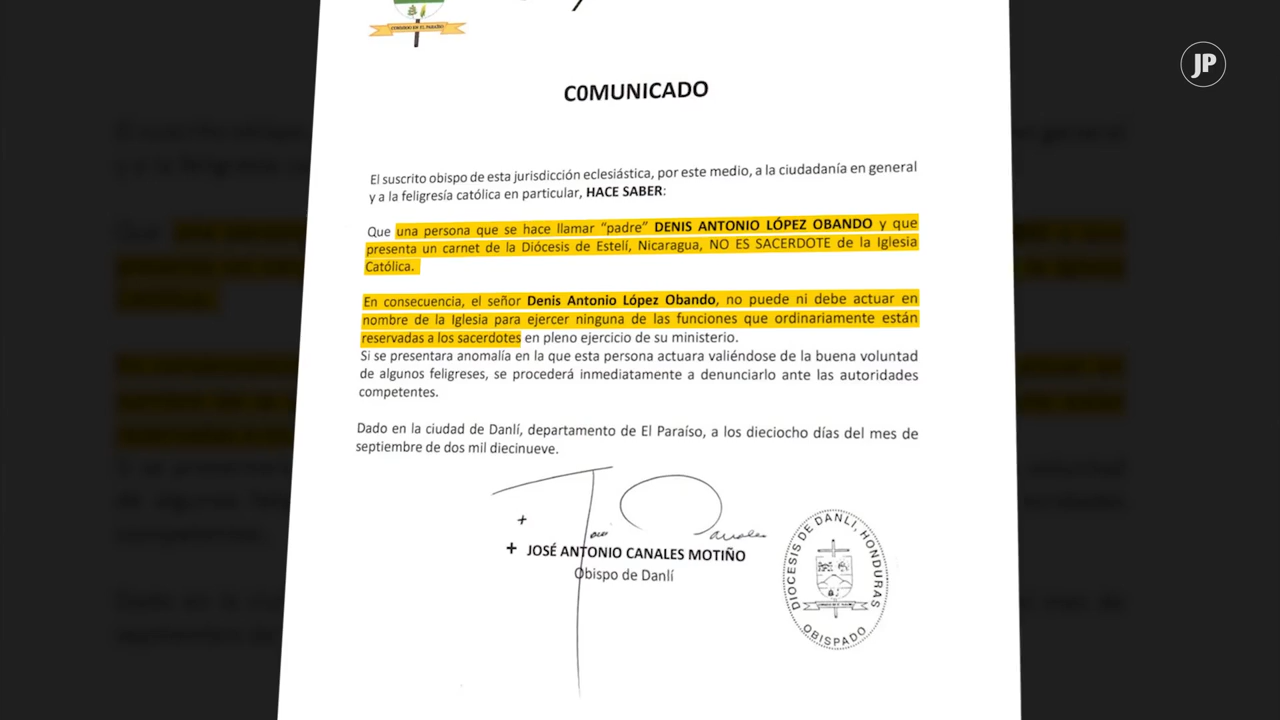 JP
CORAZÓN EN EL PARAÍSO
C0MUNICADO
El suscrito obispo de esta jurisdicción eclesiástica, por este medio, a la ciudadanía en general
y a la feligresía católica en particular, HACE SABER:
Que una persona que se hace llamar “padre” DENIS ANTONIO LÓPEZ OBANDO y que
presenta un carnet de la Diócesis de Estelí, Nicaragua, NO ES SACERDOTE de la Iglesia
Católica.
En consecuencia, el señor Denis Antonio López Obando, no puede ni debe actuar en
nombre de la Iglesia para ejercer ninguna de las funciones que ordinariamente están
reservadas a los sacerdotes en pleno ejercicio de su ministerio.
Si se presentara anomalía en la que esta persona actuara valiéndose de la buena voluntad
de algunos feligreses, se procederá inmediatamente a denunciarlo ante las autoridades
competentes.
Dado en la ciudad de Danlí, departamento de El Paraíso, a los dieciocho días del mes de
septiembre de dos mil diecinueve.
+ JOSÉ ANTONIO CANALES MOTIÑO
Obispo de Danlí
DIOCESIS DE DANLÍ, HONDURAS
OBISPADO